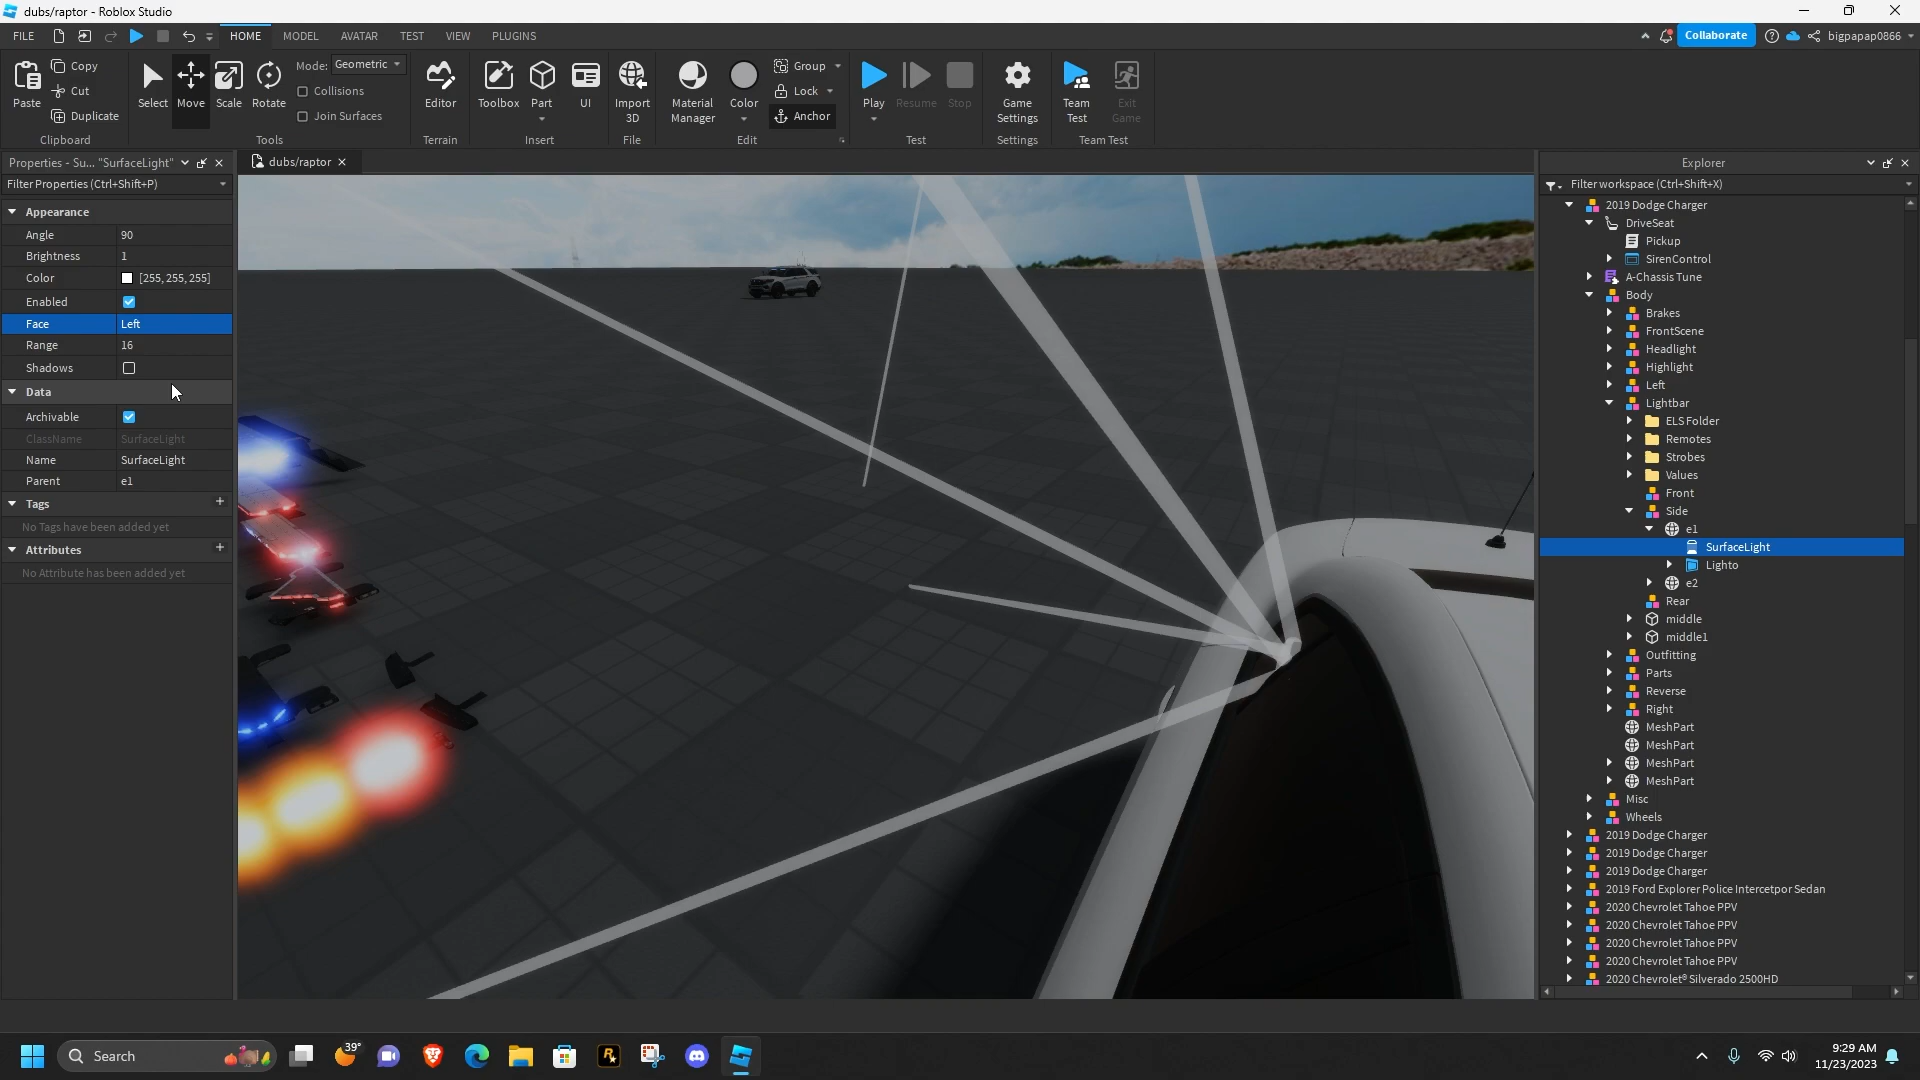 dubs/raptor - Roblox Studio
FILE HOME MODEL AVATAR TEST VIEW PLUGINS Collaborate bigpapap0866
Paste Copy Cut Duplicate Clipboard
Select Move Scale Rotate Mode: Geometric Collisions Join Surfaces Tools
Editor Terrain
Toolbox Part UI Insert
Import 3D File
Material Manager Color Group Lock Anchor Edit
Play Resume Stop Test
Game Settings Settings
Team Test Exit Game Team Test
Properties - Su... "SurfaceLight"
Filter Properties (Ctrl+Shift+P)
Appearance
Angle 90
Brightness 1
Color [255, 255, 255]
Enabled
Face Left
Range 16
Shadows
Data
Archivable
ClassName SurfaceLight
Name SurfaceLight
Parent e1
Tags +
No Tags have been added yet
Attributes +
No Attribute has been added yet
dubs/raptor
Explorer
Filter workspace (Ctrl+Shift+X)
2019 Dodge Charger
DriveSeat
Pickup
SirenControl
A-Chassis Tune
Body
Brakes
FrontScene
Headlight
Highlight
Left
Lightbar
ELS Folder
Remotes
Strobes
Values
Front
Side
e1
SurfaceLight
Lighto
e2
Rear
middle
middle1
Outfitting
Parts
Reverse
Right
MeshPart
MeshPart
MeshPart
MeshPart
Misc
Wheels
2019 Dodge Charger
2019 Dodge Charger
2019 Dodge Charger
2019 Ford Explorer Police Intercetpor Sedan
2020 Chevrolet Tahoe PPV
2020 Chevrolet Tahoe PPV
2020 Chevrolet Tahoe PPV
2020 Chevrolet Tahoe PPV
2020 Chevrolet® Silverado 2500HD
Search
39°
9:29 AM
11/23/2023